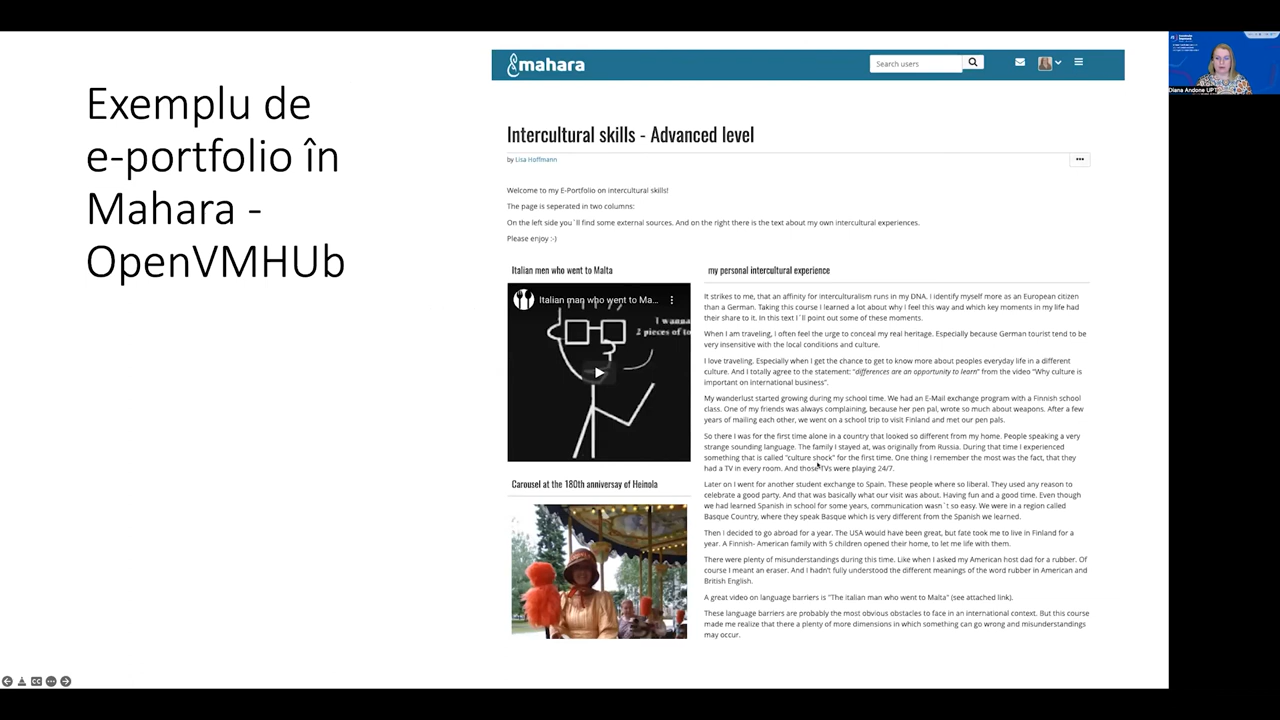 Exemplu de
e-portfolio în
Mahara -
OpenVMHUb
mahara
Search users
Intercultural skills - Advanced level
by Lisa Hoffmann
Welcome to my E-Portfolio on intercultural skills!
The page is seperated in two columns:
On the left side you`ll find some external sources. And on the right there is the text about my own intercultural experiences.
Please enjoy :-)
Italian men who went to Malta
Italian man who went to Ma...
I wanna
2 pieces of to
Carousel at the 180th anniversay of Heinola
my personal intercultural experience
It strikes to me, that an affinity for interculturalism runs in my DNA. I identify myself more as an European citizen
than a German. Taking this course I learned a lot about why I feel this way and which key moments in my life had
their share to it. In this text I`ll point out some of these moments.
When I am traveling, I often feel the urge to conceal my real heritage. Especially because German tourist tend to be
very insensitive with the local conditions and culture.
I love traveling. Especially when I get the chance to get to know more about peoples everyday life in a different
culture. And I totally agree to the statement: "differences are an opportunity to learn" from the video "Why culture is
important on international business".
My wanderlust started growing during my school time. We had an E-Mail exchange program with a Finnish school
class. One of my friends was always complaining, because her pen pal, wrote so much about weapons. After a few
years of mailing each other, we went on a school trip to visit Finland and met our pen pals.
So there I was for the first time alone in a country that looked so different from my home. People speaking a very
strange sounding language. The family I stayed at, was originally from Russia. During that time I experienced
something that is called "culture shock" for the first time. One thing I remember the most was the fact, that they
had a TV in every room. And those TVs were playing 24/7.
Later on I went for another student exchange to Spain. These people where so liberal. They used any reason to
celebrate a good party. And that was basically what our visit was about. Having fun and a good time. Even though
we had learned Spanish in school for some years, communication wasn`t so easy. We were in a region called
Basque Country, where they speak Basque which is very different from the Spanish we learned.
Then I decided to go abroad for a year. The USA would have been great, but fate took me to live in Finland for a
year. A Finnish- American family with 5 children opened their home, to let me life with them.
There were plenty of misunderstandings during this time. Like when I asked my American host dad for a rubber. Of
course I meant an eraser. And I hadn't fully understood the different meanings of the word rubber in American and
British English.
A great video on language barriers is "The italian man who went to Malta" (see attached link).
These language barriers are probably the most obvious obstacles to face in an international context. But this course
made me realize that there a plenty of more dimensions in which something can go wrong and misunderstandings
may occur.
Diana Andone UPT